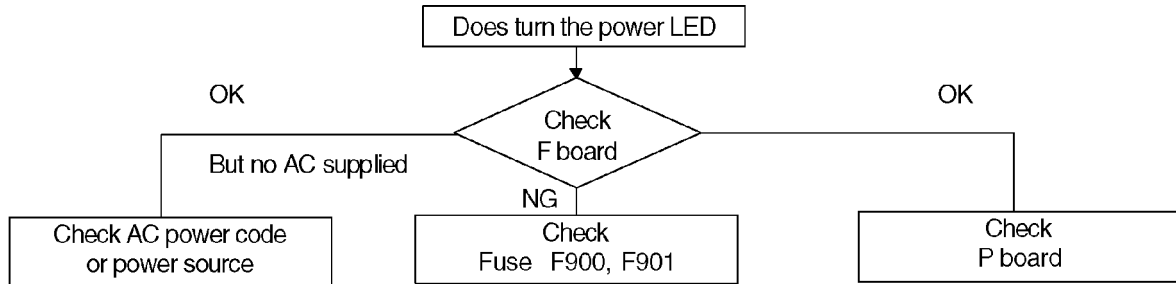 Does turn the power LED
OK
OK
Check
F board
But no AC supplied
NG
Check AC power code
or power source
Check
Fuse F900, F901
Check
P board